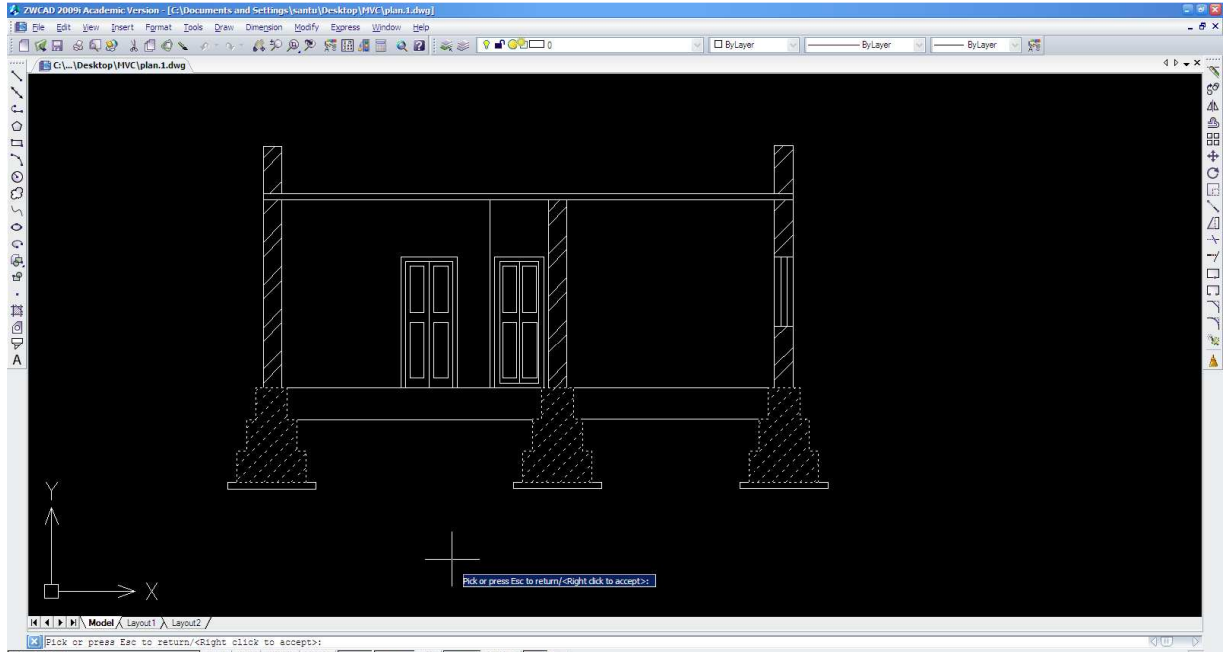 ZWCAD 2009i Academic Version - [C:\Documents and Settings\santu\Desktop\MVC\plan.1.dwg]
File Edit View Insert Format Tools Draw Dimension Modify Express Window Help
0 ByLayer ByLayer ByLayer
C:\...\Desktop\MVC\plan.1.dwg
A
Y
X
Pick or press Esc to return/<Right click to accept>:
Model Layout1 Layout2
Pick or press Esc to return/<Right click to accept>: